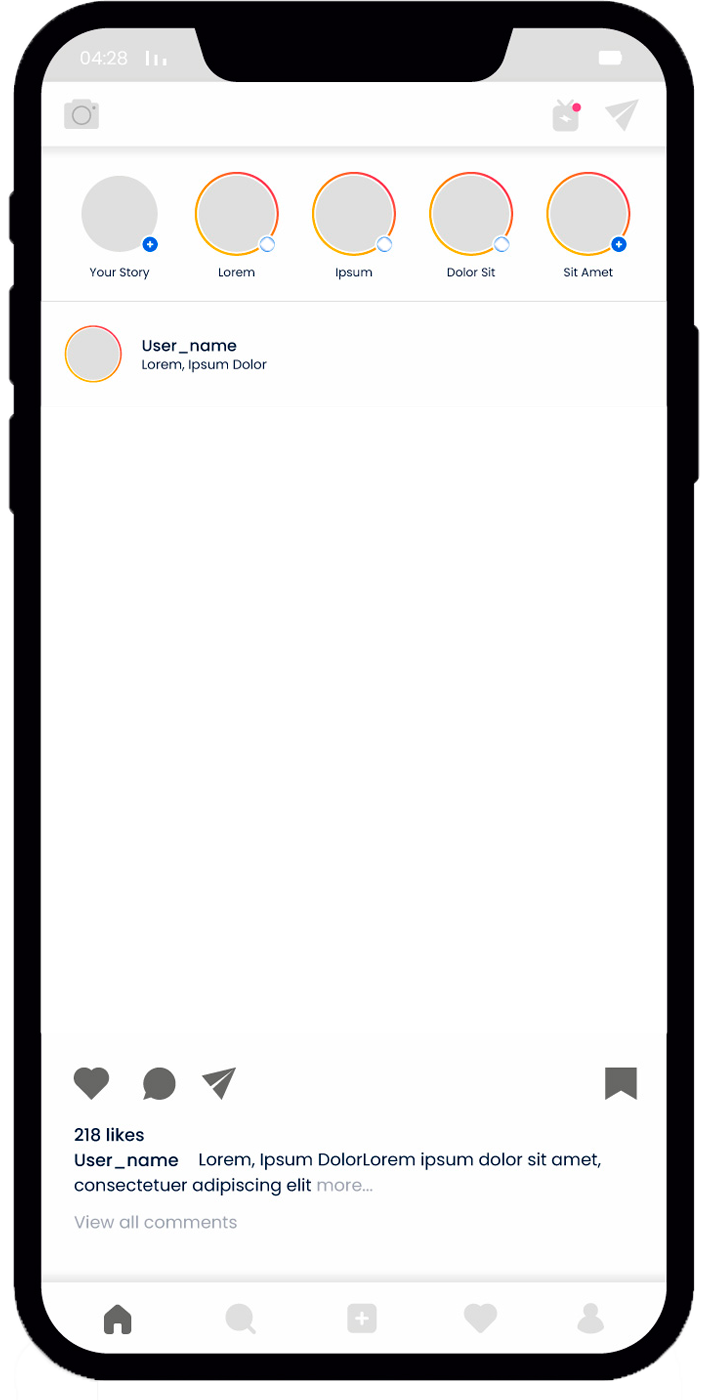 04:28
Your Story
Lorem
Ipsum
Dolor Sit
Sit Amet
User_name
Lorem, Ipsum Dolor
218 likes
User_name Lorem, Ipsum DolorLorem ipsum dolor sit amet,
consectetuer adipiscing elit more...
View all comments